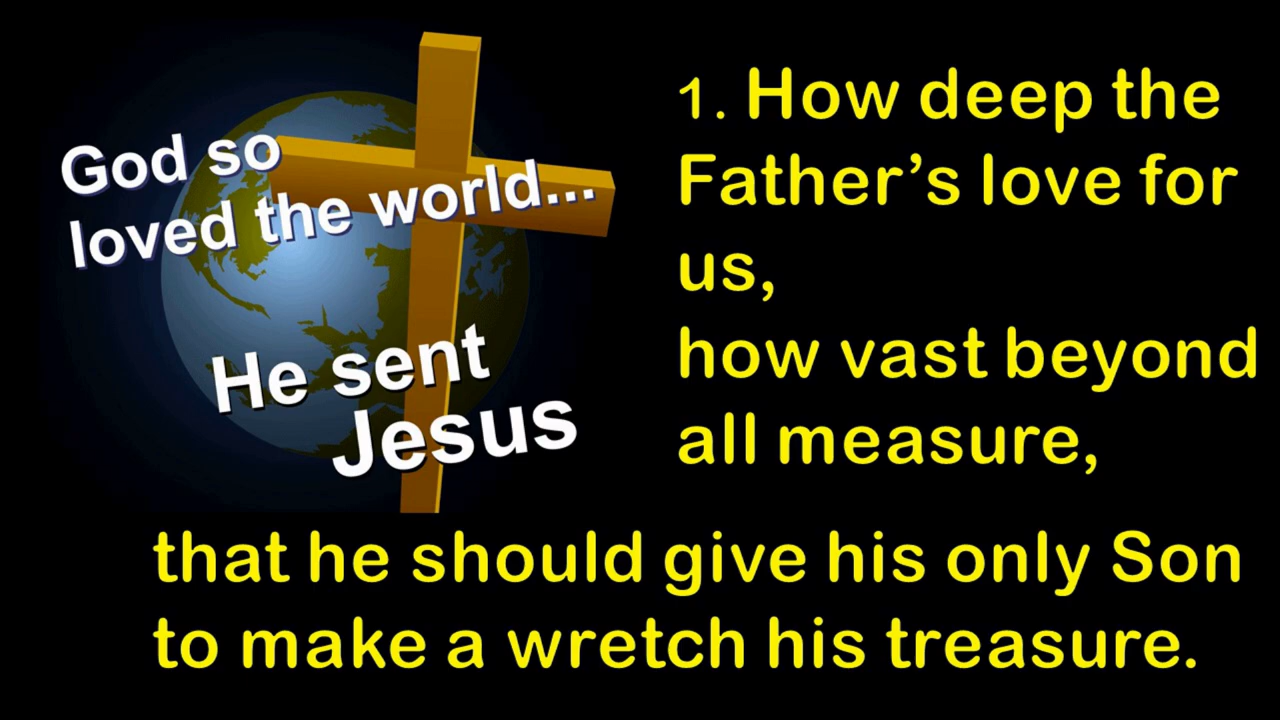 God so
loved the world...
He sent
Jesus
1. How deep the
Father’s love for
us,
how vast beyond
all measure,
that he should give his only Son
to make a wretch his treasure.